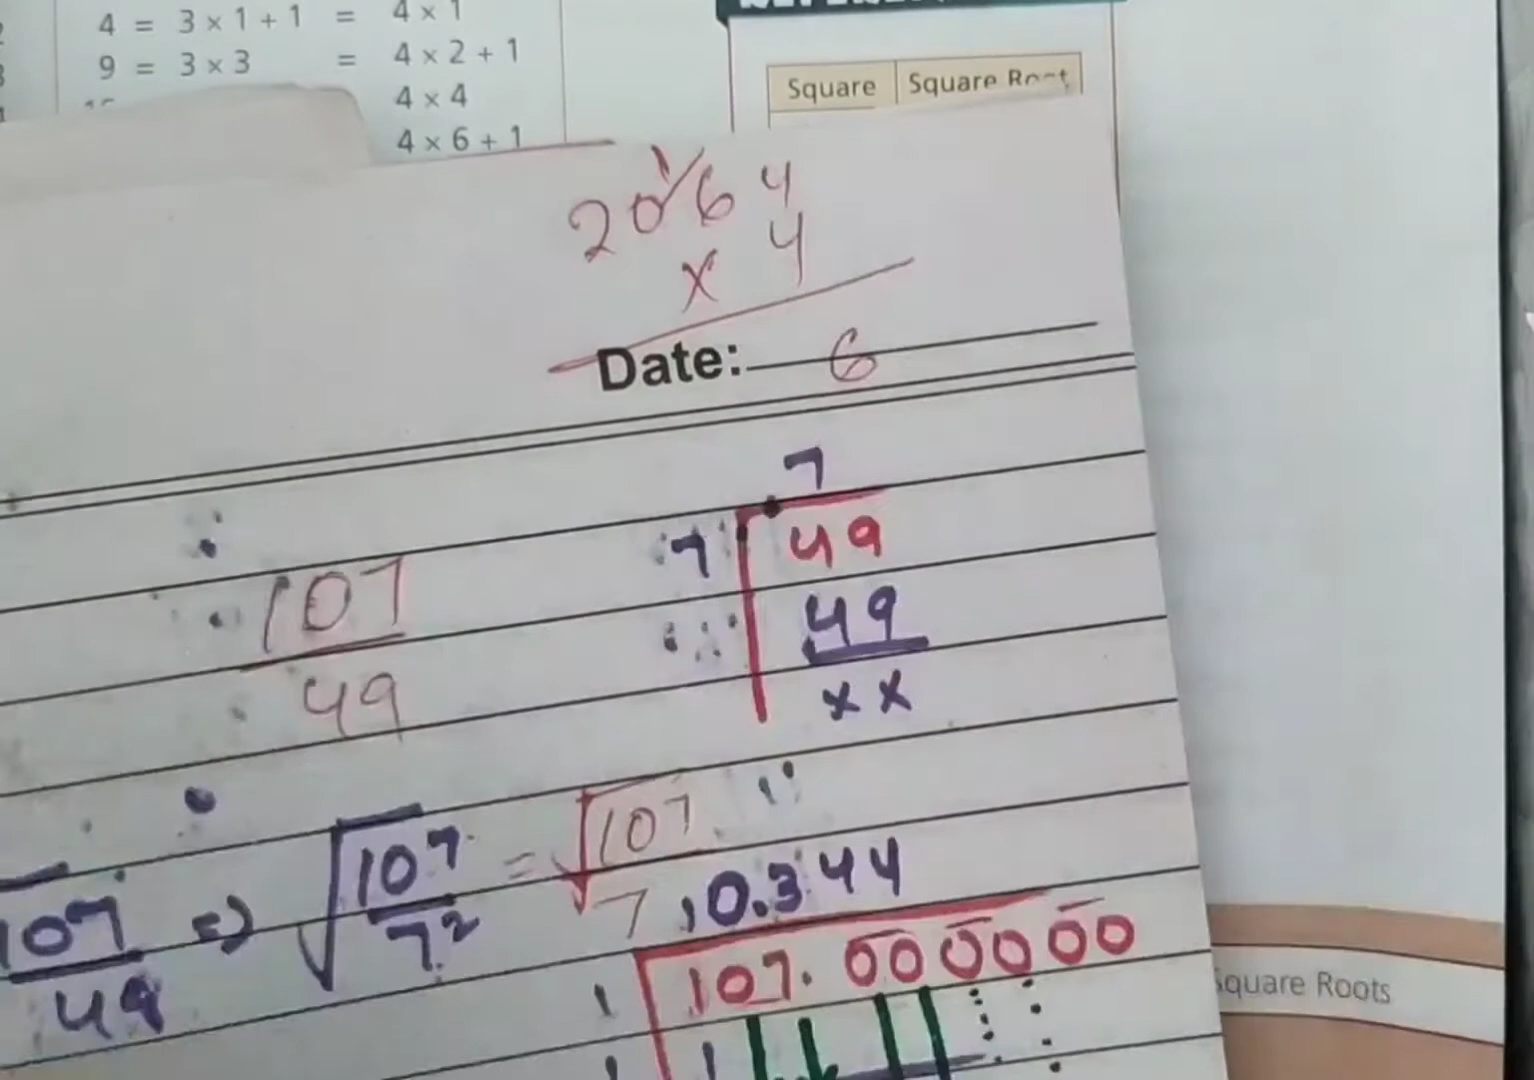 4 = 3 × 1 + 1 = 4 × 1
9 = 3 × 3 = 4 × 2 + 1
4 × 4
4 × 6 + 1
Square Square Root
2064
× 4
Date: 6
7
7 49
49
× ×
107
49
107
49
⇒ √107/7² = √107/7
10.344
1 107.000000
1
Square Roots